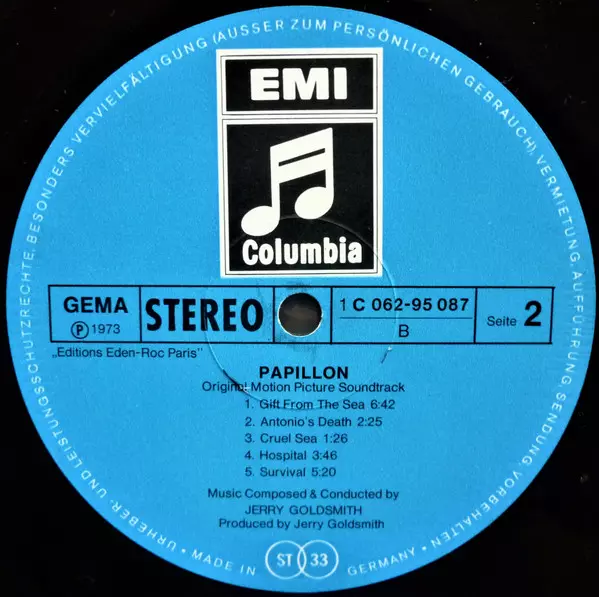 EMI
Columbia
GEMA
℗ 1973
STEREO
1 C 062-95 087
B
Seite 2
„Editions Eden-Roc Paris"
PAPILLON
Original Motion Picture Soundtrack
1. Gift From The Sea 6:42
2. Antonio's Death 2:25
3. Cruel Sea 1:26
4. Hospital 3:46
5. Survival 5:20
Music Composed & Conducted by
JERRY GOLDSMITH
Produced by Jerry Goldsmith
URHEBER- UND LEISTUNGSSCHUTZRECHTE, BESONDERS VERVIELFÄLTIGUNG (AUSSER ZUM PERSÖNLICHEN GEBRAUCH), VERMIETUNG, AUFFÜHRUNG, SENDUNG VORBEHALTEN
• MADE IN GERMANY •
ST 33